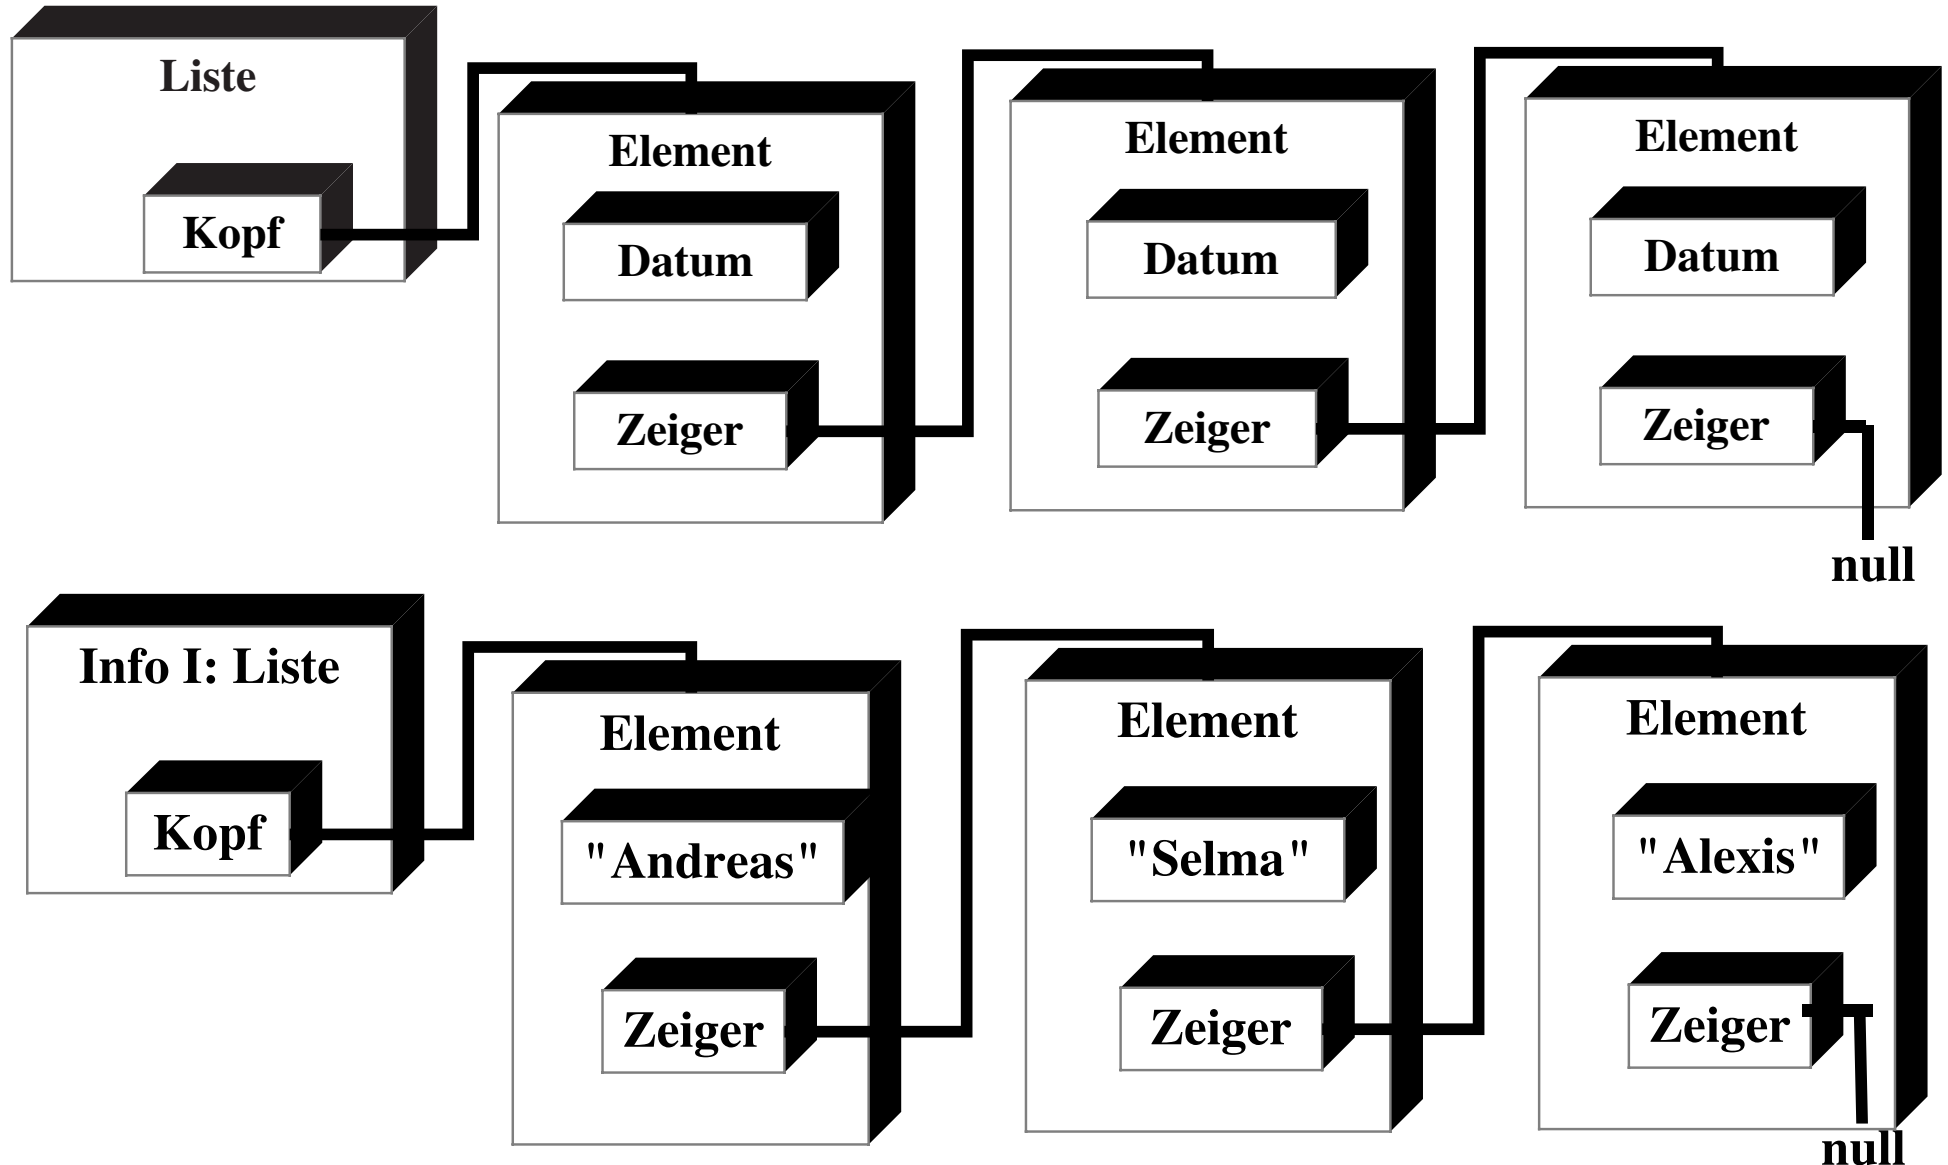 Liste
Kopf
Element
Datum
Zeiger
Element
Datum
Zeiger
Element
Datum
Zeiger
null
Info I: Liste
Kopf
Element
"Andreas"
Zeiger
Element
"Selma"
Zeiger
Element
"Alexis"
Zeiger
null